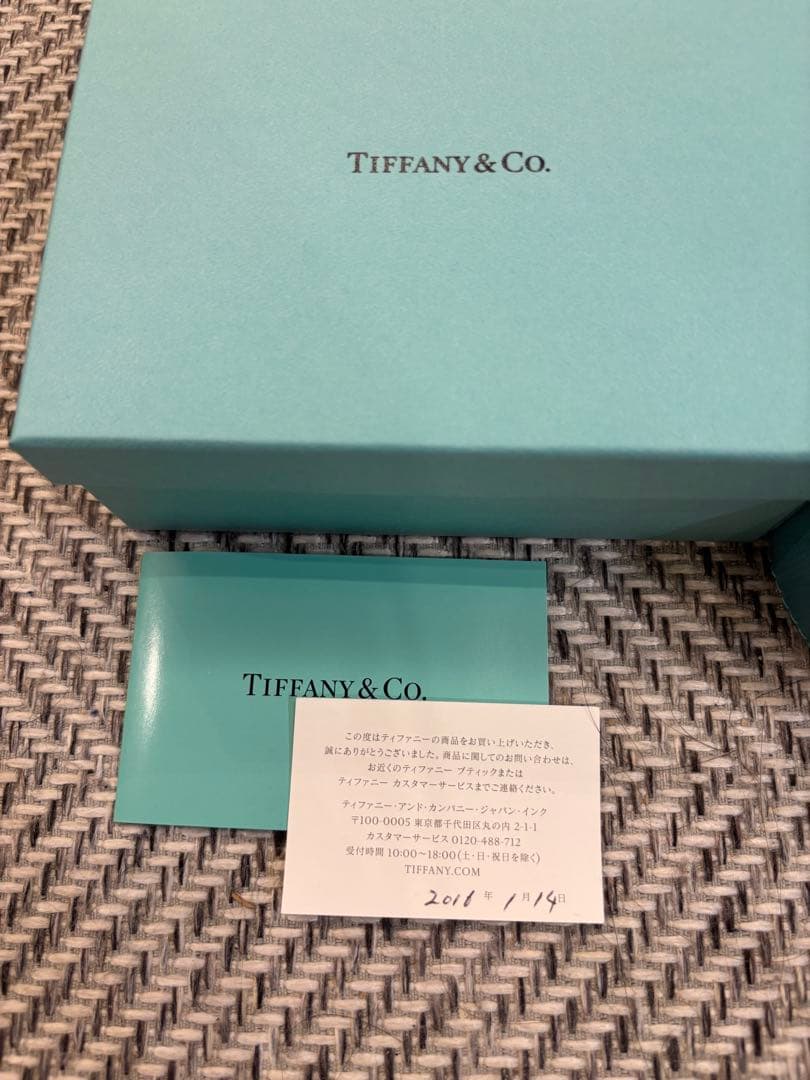 TIFFANY & CO.
TIFFANY & CO.
この度はティファニーの商品をお買い上げいただき、
誠にありがとうございました。商品に関してのお問い合わせは、
お近くのティファニー ブティックまたは
ティファニー カスタマーサービスまでご連絡ください。
ティファニー・アンド・カンパニー・ジャパン・インク
〒100-0005 東京都千代田区丸の内 2-1-1
カスタマーサービス 0120-488-712
受付時間 10:00〜18:00(土・日・祝日を除く)
TIFFANY.COM
2016 年 1 月 14 日